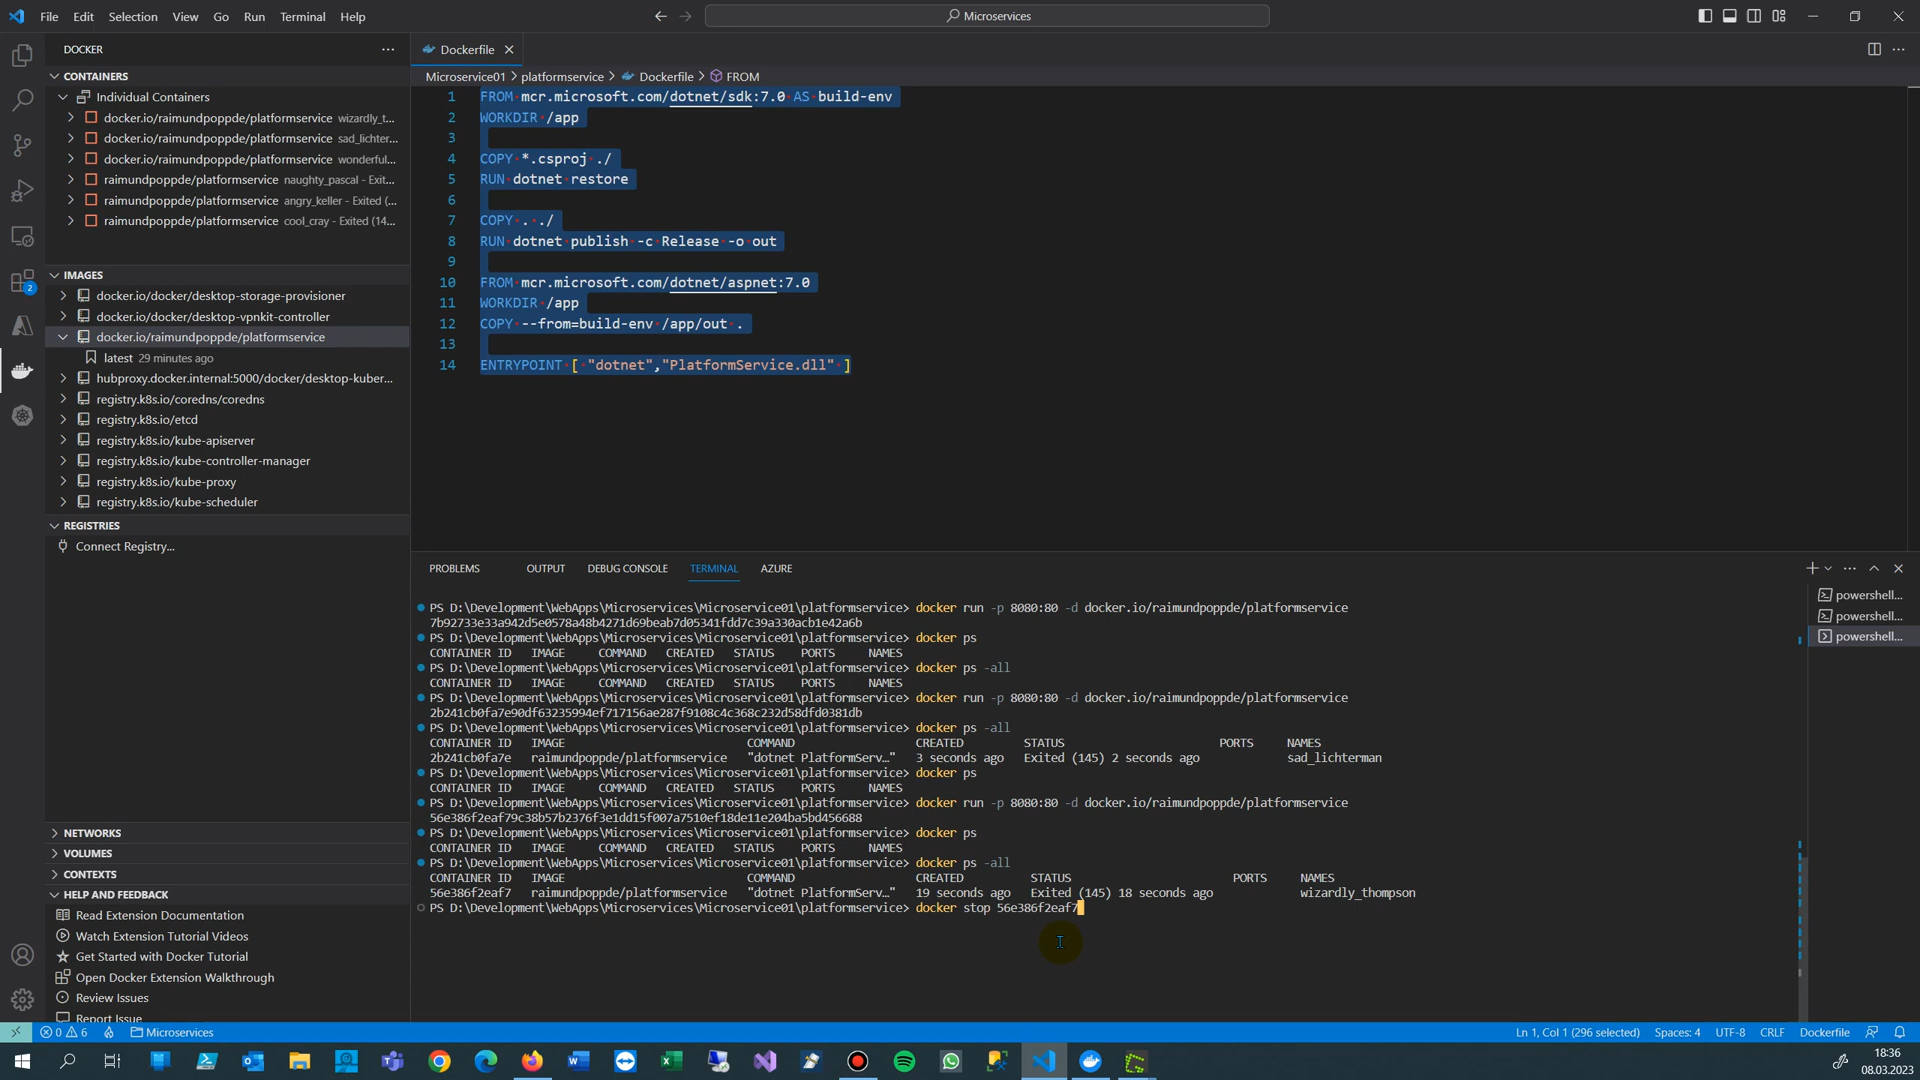 File Edit Selection View Go Run Terminal Help
Microservices
DOCKER
CONTAINERS
Individual Containers
docker.io/raimundpoppde/platformservice wizardly_t...
docker.io/raimundpoppde/platformservice sad_lichter...
docker.io/raimundpoppde/platformservice wonderful...
raimundpoppde/platformservice naughty_pascal - Exit...
raimundpoppde/platformservice angry_keller - Exited (...
raimundpoppde/platformservice cool_cray - Exited (14...
IMAGES
docker.io/docker/desktop-storage-provisioner
docker.io/docker/desktop-vpnkit-controller
docker.io/raimundpoppde/platformservice
latest 29 minutes ago
hubproxy.docker.internal:5000/docker/desktop-kuber...
registry.k8s.io/coredns/coredns
registry.k8s.io/etcd
registry.k8s.io/kube-apiserver
registry.k8s.io/kube-controller-manager
registry.k8s.io/kube-proxy
registry.k8s.io/kube-scheduler
REGISTRIES
Connect Registry...
NETWORKS
VOLUMES
CONTEXTS
HELP AND FEEDBACK
Read Extension Documentation
Watch Extension Tutorial Videos
Get Started with Docker Tutorial
Open Docker Extension Walkthrough
Review Issues
Report Issue
2
Dockerfile
Microservice01 > platformservice > Dockerfile > FROM
1 FROM mcr.microsoft.com/dotnet/sdk:7.0 AS build-env
2 WORKDIR /app
3
4 COPY *.csproj ./
5 RUN dotnet restore
6
7 COPY . ./
8 RUN dotnet publish -c Release -o out
9
10 FROM mcr.microsoft.com/dotnet/aspnet:7.0
11 WORKDIR /app
12 COPY --from=build-env /app/out .
13
14 ENTRYPOINT [ "dotnet","PlatformService.dll" ]
PROBLEMS OUTPUT DEBUG CONSOLE TERMINAL AZURE
PS D:\Development\WebApps\Microservices\Microservice01\platformservice> docker run -p 8080:80 -d docker.io/raimundpoppde/platformservice
7b92733e33a942d5e0578a48b4271d69beab7d05341fdd7c39a330acb1e42a6b
PS D:\Development\WebApps\Microservices\Microservice01\platformservice> docker ps
CONTAINER ID IMAGE COMMAND CREATED STATUS PORTS NAMES
PS D:\Development\WebApps\Microservices\Microservice01\platformservice> docker ps -all
CONTAINER ID IMAGE COMMAND CREATED STATUS PORTS NAMES
PS D:\Development\WebApps\Microservices\Microservice01\platformservice> docker run -p 8080:80 -d docker.io/raimundpoppde/platformservice
2b241cb0fa7e90df63235994ef717156ae287f9108c4c368c232d58dfd0381db
PS D:\Development\WebApps\Microservices\Microservice01\platformservice> docker ps -all
CONTAINER ID IMAGE COMMAND CREATED STATUS PORTS NAMES
2b241cb0fa7e raimundpoppde/platformservice "dotnet PlatformServ…" 3 seconds ago Exited (145) 2 seconds ago sad_lichterman
PS D:\Development\WebApps\Microservices\Microservice01\platformservice> docker ps
CONTAINER ID IMAGE COMMAND CREATED STATUS PORTS NAMES
PS D:\Development\WebApps\Microservices\Microservice01\platformservice> docker run -p 8080:80 -d docker.io/raimundpoppde/platformservice
56e386f2eaf79c38b57b2376f3e1dd15f007a7510ef18de11e204ba5bd456688
PS D:\Development\WebApps\Microservices\Microservice01\platformservice> docker ps
CONTAINER ID IMAGE COMMAND CREATED STATUS PORTS NAMES
PS D:\Development\WebApps\Microservices\Microservice01\platformservice> docker ps -all
CONTAINER ID IMAGE COMMAND CREATED STATUS PORTS NAMES
56e386f2eaf7 raimundpoppde/platformservice "dotnet PlatformServ…" 19 seconds ago Exited (145) 18 seconds ago wizardly_thompson
PS D:\Development\WebApps\Microservices\Microservice01\platformservice> docker stop 56e386f2eaf7
powershell...
powershell...
powershell...
0 6 Microservices
Ln 1, Col 1 (296 selected) Spaces: 4 UTF-8 CRLF Dockerfile
18:36
08.03.2023